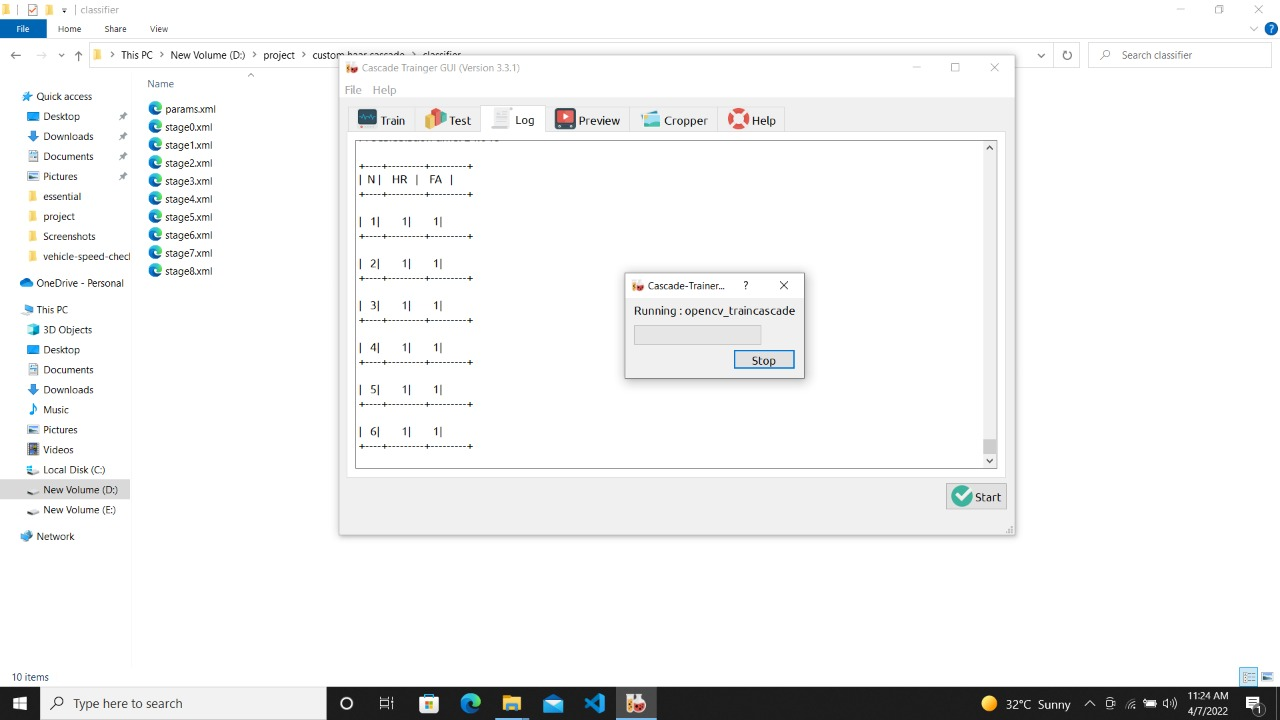 classifier
File Home Share View
This PC New Volume (D:) project
Search classifier
Cascade Trainger GUI (Version 3.3.1)
File Help
Train Test Log Preview Cropper Help
+----+---------+---------+
| N| HR | FA |
+----+---------+---------+
| 1| 1| 1|
+----+---------+---------+
| 2| 1| 1|
+----+---------+---------+
| 3| 1| 1|
+----+---------+---------+
| 4| 1| 1|
+----+---------+---------+
| 5| 1| 1|
+----+---------+---------+
| 6| 1| 1|
+----+---------+---------+
Cascade-Trainer... ?
Running : opencv_traincascade
Stop
Start
Name
params.xml
stage0.xml
stage1.xml
stage2.xml
stage3.xml
stage4.xml
stage5.xml
stage6.xml
stage7.xml
stage8.xml
Quick access
Desktop
Downloads
Documents
Pictures
essential
project
Screenshots
vehicle-speed-check
OneDrive - Personal
This PC
3D Objects
Desktop
Documents
Downloads
Music
Pictures
Videos
Local Disk (C:)
New Volume (D:)
New Volume (E:)
Network
10 items
Type here to search
32°C Sunny
11:24 AM
4/7/2022
1